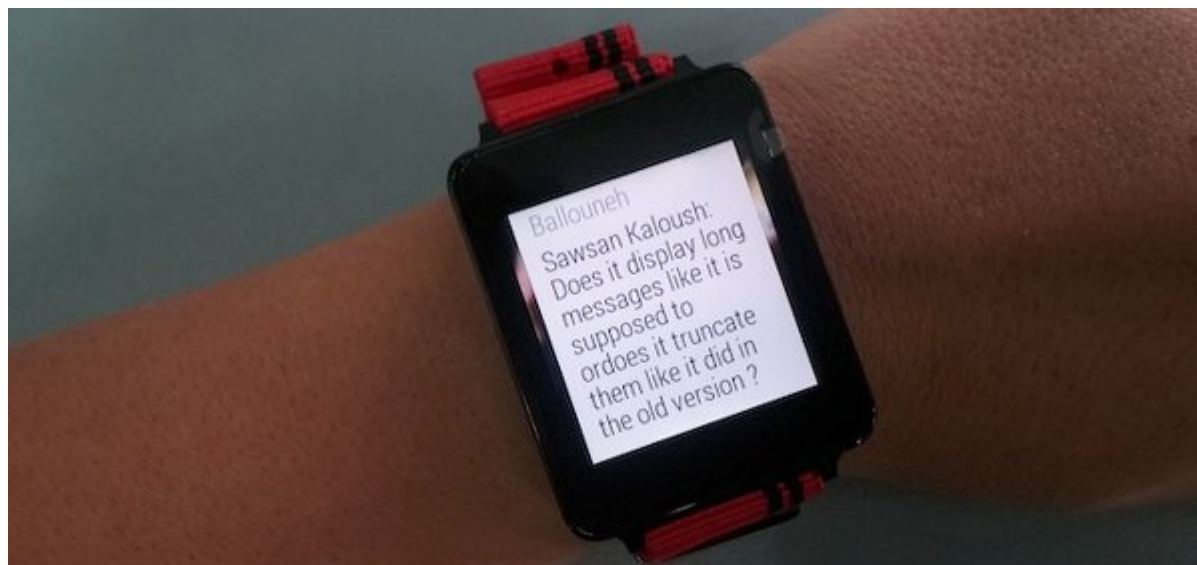 Ballouneh
Sawsan Kaloush:
Does it display long
messages like it is
supposed to
ordoes it truncate
them like it did in
the old version ?